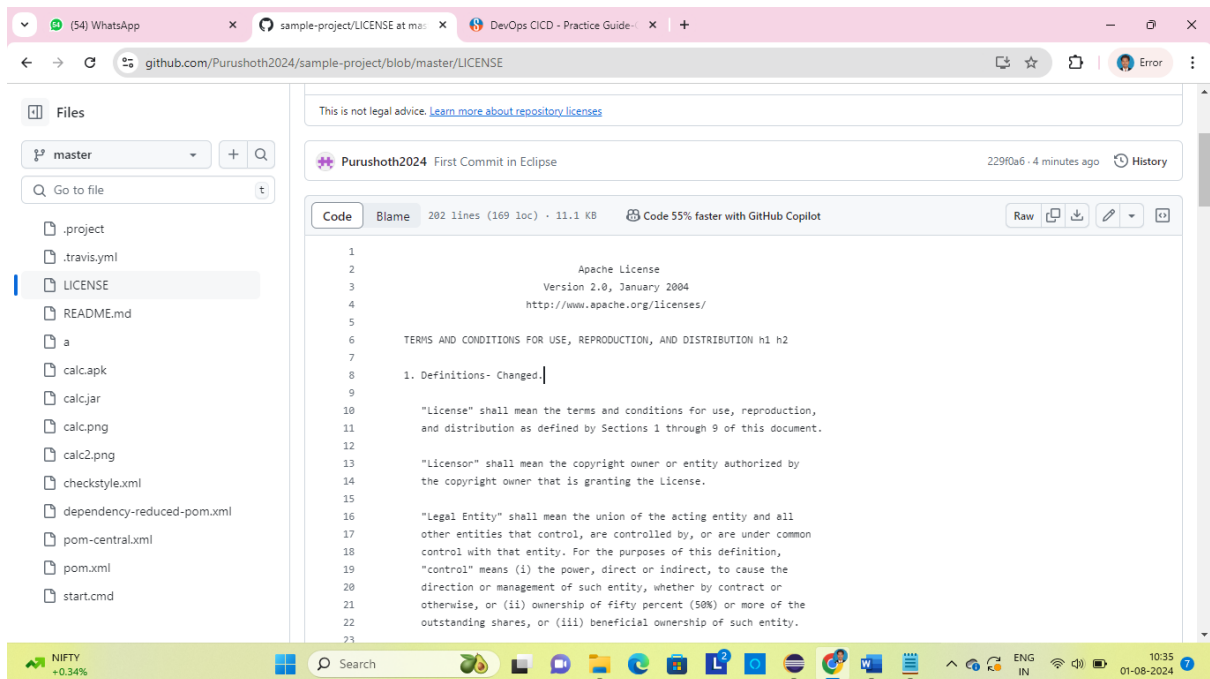 (54) WhatsApp
sample-project/LICENSE at mas
DevOps CICD - Practice Guide-
github.com/Purushoth2024/sample-project/blob/master/LICENSE
Error
Files
master
Go to file
t
.project
.travis.yml
LICENSE
README.md
a
calc.apk
calc.jar
calc.png
calc2.png
checkstyle.xml
dependency-reduced-pom.xml
pom-central.xml
pom.xml
start.cmd
This is not legal advice. Learn more about repository licenses
Purushoth2024 First Commit in Eclipse
229f0a6 · 4 minutes ago
History
Code Blame 202 lines (169 loc) · 11.1 KB Code 55% faster with GitHub Copilot
Raw
1
2 Apache License
3 Version 2.0, January 2004
4 http://www.apache.org/licenses/
5
6 TERMS AND CONDITIONS FOR USE, REPRODUCTION, AND DISTRIBUTION h1 h2
7
8 1. Definitions- Changed.
9
10 "License" shall mean the terms and conditions for use, reproduction,
11 and distribution as defined by Sections 1 through 9 of this document.
12
13 "Licensor" shall mean the copyright owner or entity authorized by
14 the copyright owner that is granting the License.
15
16 "Legal Entity" shall mean the union of the acting entity and all
17 other entities that control, are controlled by, or are under common
18 control with that entity. For the purposes of this definition,
19 "control" means (i) the power, direct or indirect, to cause the
20 direction or management of such entity, whether by contract or
21 otherwise, or (ii) ownership of fifty percent (50%) or more of the
22 outstanding shares, or (iii) beneficial ownership of such entity.
23
NIFTY
+0.34%
Search
ENG
IN
10:35
01-08-2024
7